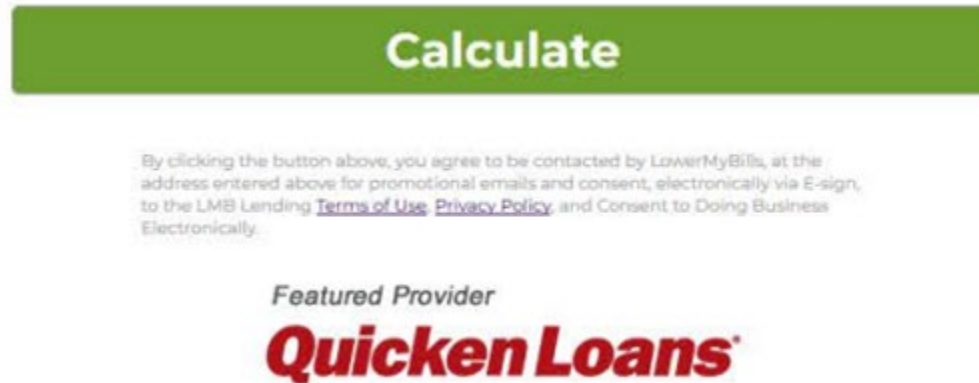 Calculate
By clicking the button above, you agree to be contacted by LowerMyBills, at the
address entered above for promotional emails and consent, electronically via E-sign,
to the LMB Lending Terms of Use, Privacy Policy, and Consent to Doing Business
Electronically.
Featured Provider
Quicken Loans